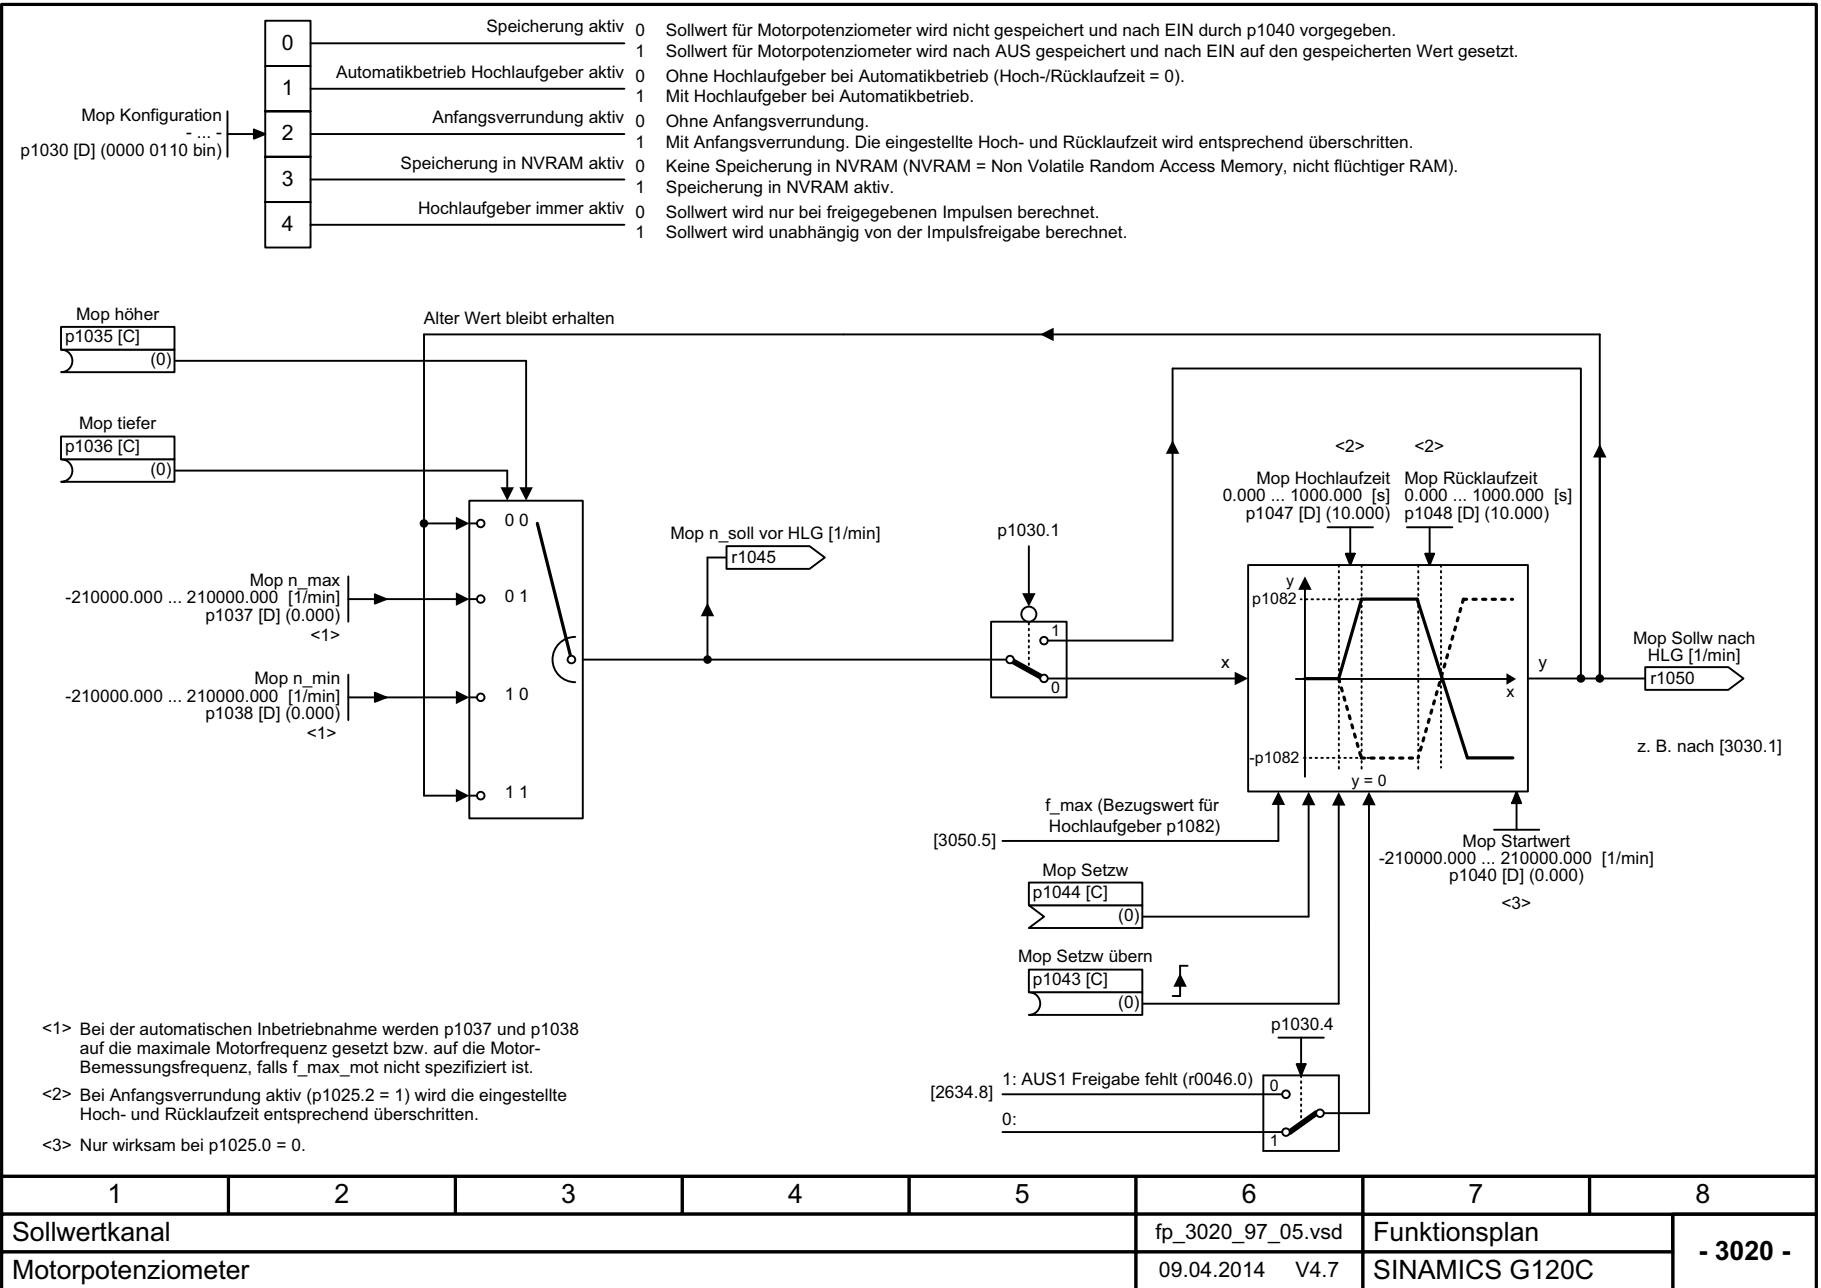 0
Speicherung aktiv
0 Sollwert für Motorpotenziometer wird nicht gespeichert und nach EIN durch p1040 vorgegeben.
1 Sollwert für Motorpotenziometer wird nach AUS gespeichert und nach EIN auf den gespeicherten Wert gesetzt.
1
Automatikbetrieb Hochlaufgeber aktiv
0 Ohne Hochlaufgeber bei Automatikbetrieb (Hoch-/Rücklaufzeit = 0).
1 Mit Hochlaufgeber bei Automatikbetrieb.
Mop Konfiguration
- ... -
p1030 [D] (0000 0110 bin)
2
Anfangsverrundung aktiv
0 Ohne Anfangsverrundung.
1 Mit Anfangsverrundung. Die eingestellte Hoch- und Rücklaufzeit wird entsprechend überschritten.
3
Speicherung in NVRAM aktiv
0 Keine Speicherung in NVRAM (NVRAM = Non Volatile Random Access Memory, nicht flüchtiger RAM).
1 Speicherung in NVRAM aktiv.
4
Hochlaufgeber immer aktiv
0 Sollwert wird nur bei freigegebenen Impulsen berechnet.
1 Sollwert wird unabhängig von der Impulsfreigabe berechnet.
Mop höher
p1035 [C]
(0)
Alter Wert bleibt erhalten
Mop tiefer
p1036 [C]
(0)
0 0
0 1
1 0
1 1
Mop n_max
-210000.000 ... 210000.000 [1/min]
p1037 [D] (0.000)
<1>
Mop n_min
-210000.000 ... 210000.000 [1/min]
p1038 [D] (0.000)
<1>
Mop n_soll vor HLG [1/min]
r1045
p1030.1
1
0
<2>
Mop Hochlaufzeit
0.000 ... 1000.000 [s]
p1047 [D] (10.000)
<2>
Mop Rücklaufzeit
0.000 ... 1000.000 [s]
p1048 [D] (10.000)
x
y
p1082
x
-p1082
y = 0
y
Mop Sollw nach
HLG [1/min]
r1050
z. B. nach [3030.1]
f_max (Bezugswert für
Hochlaufgeber p1082)
[3050.5]
Mop Startwert
-210000.000 ... 210000.000 [1/min]
p1040 [D] (0.000)
<3>
Mop Setzw
p1044 [C]
(0)
Mop Setzw übern
p1043 [C]
(0)
p1030.4
[2634.8]
1: AUS1 Freigabe fehlt (r0046.0)
0:
0
1
<1> Bei der automatischen Inbetriebnahme werden p1037 und p1038
auf die maximale Motorfrequenz gesetzt bzw. auf die Motor-
Bemessungsfrequenz, falls f_max_mot nicht spezifiziert ist.
<2> Bei Anfangsverrundung aktiv (p1025.2 = 1) wird die eingestellte
Hoch- und Rücklaufzeit entsprechend überschritten.
<3> Nur wirksam bei p1025.0 = 0.
1 2 3 4 5 6 7 8
Sollwertkanal
fp_3020_97_05.vsd
Funktionsplan
- 3020 -
Motorpotenziometer
09.04.2014 V4.7
SINAMICS G120C